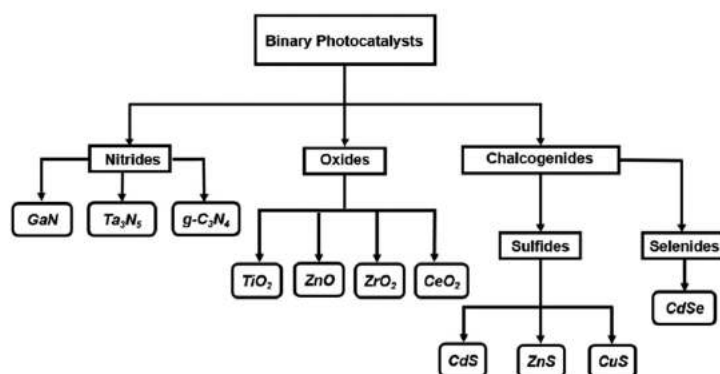 Binary Photocatalysts
Nitrides
Oxides
Chalcogenides
GaN
Ta₃N₅
g-C₃N₄
Sulfides
Selenides
TiO₂
ZnO
ZrO₂
CeO₂
CdSe
CdS
ZnS
CuS